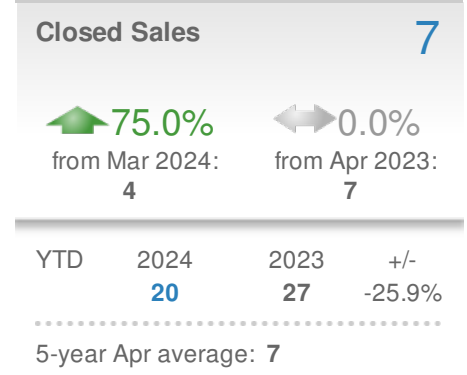 Closed Sales 7
75.0% 0.0%
from Mar 2024: from Apr 2023:
4 7
YTD 2024 2023 +/-
20 27 -25.9%
5-year Apr average: 7